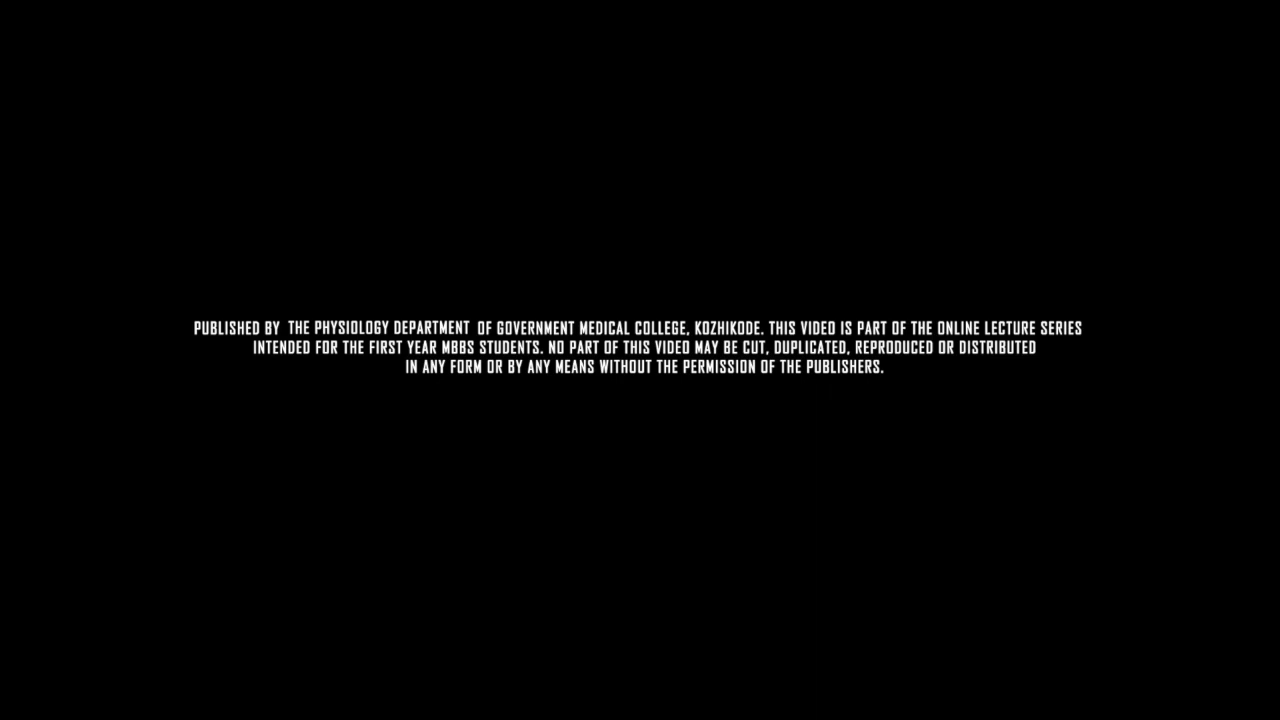 PUBLISHED BY THE PHYSIOLOGY DEPARTMENT OF GOVERNMENT MEDICAL COLLEGE, KOZHIKODE. THIS VIDEO IS PART OF THE ONLINE LECTURE SERIES
INTENDED FOR THE FIRST YEAR MBBS STUDENTS. NO PART OF THIS VIDEO MAY BE CUT, DUPLICATED, REPRODUCED OR DISTRIBUTED
IN ANY FORM OR BY ANY MEANS WITHOUT THE PERMISSION OF THE PUBLISHERS.